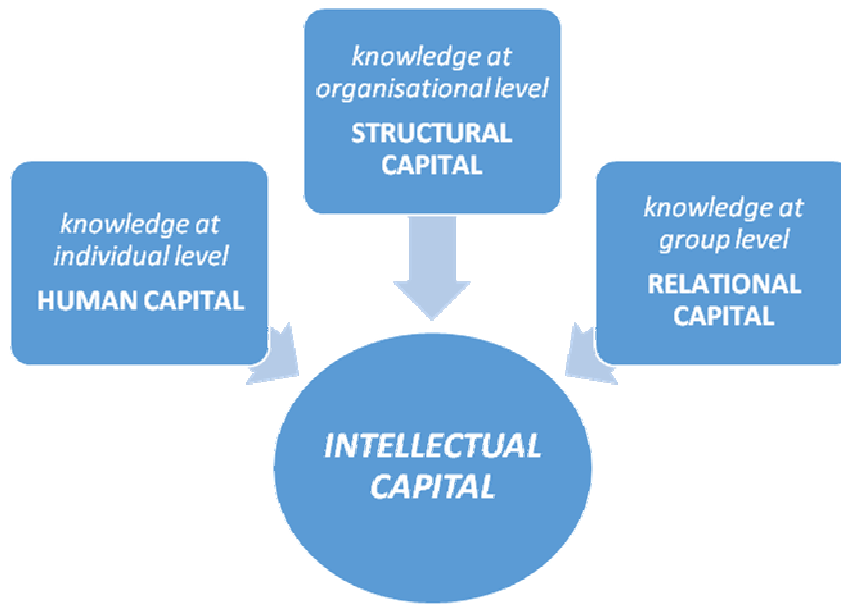 knowledge at
organisational level
STRUCTURAL
CAPITAL
knowledge at
individual level
HUMAN CAPITAL
knowledge at
group level
RELATIONAL
CAPITAL
INTELLECTUAL
CAPITAL